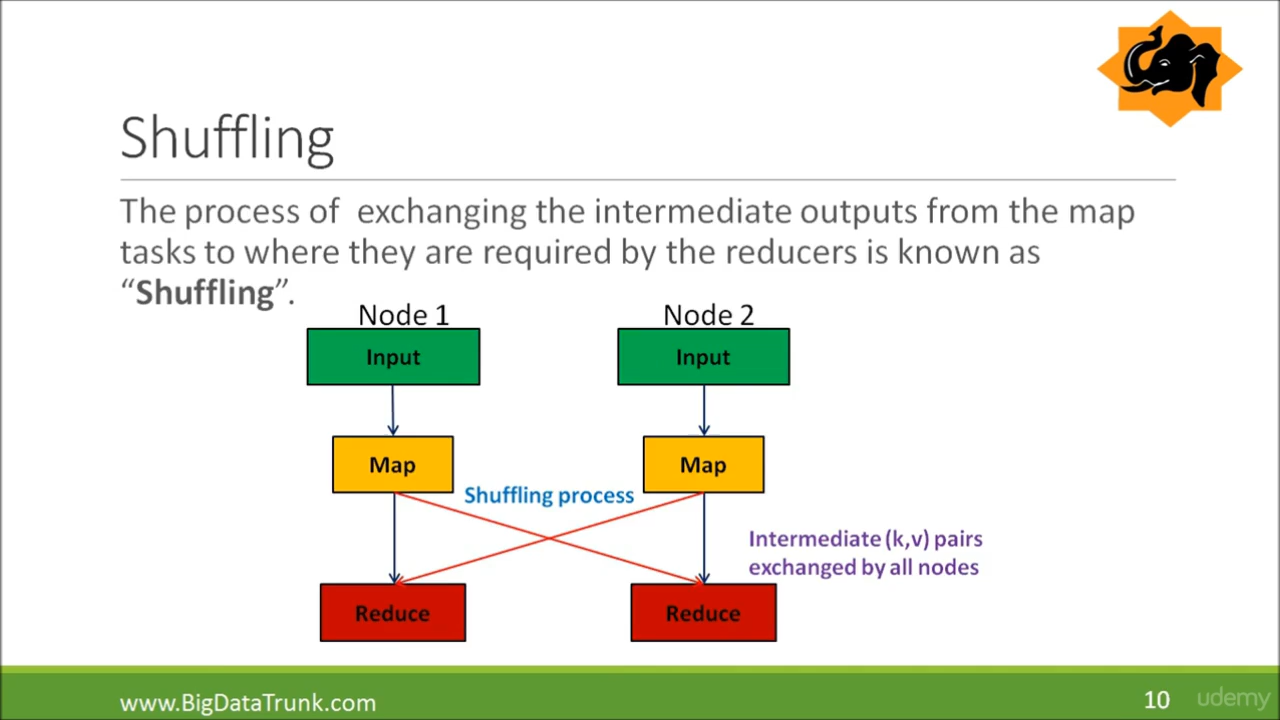 Shuffling
The process of exchanging the intermediate outputs from the map
tasks to where they are required by the reducers is known as
“Shuffling”.
Node 1
Node 2
Input
Input
Map
Map
Shuffling process
Intermediate (k,v) pairs
exchanged by all nodes
Reduce
Reduce
www.BigDataTrunk.com
10
udemy